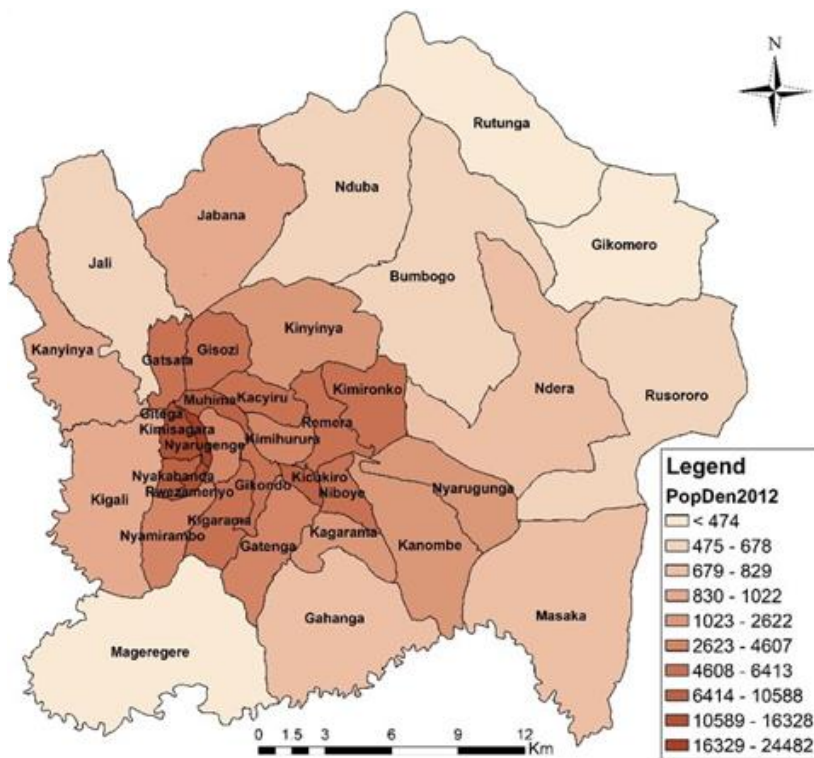 N
Rutunga
Nduba
Jabana
Gikomero
Jali
Bumbogo
Kinyinya
Kanyinya
Gatsata
Gisozi
Ndera
Rusororo
Kimironko
Muhima
Kacyiru
Gitega
Remera
Kimisagara
Kimihurura
Nyarugenge
Nyakabanda
Gikondo
Kicukiro
Nyarugunga
Kigali
Rwezamenyo
Niboye
Kigarama
Nyamirambo
Kagarama
Gatenga
Kanombe
Gahanga
Masaka
Mageregere
Legend
PopDen2012
< 474
475 - 678
679 - 829
830 - 1022
1023 - 2622
2623 - 4607
4608 - 6413
6414 - 10588
10589 - 16328
16329 - 24482
0 1.5 3 6 9 12
Km